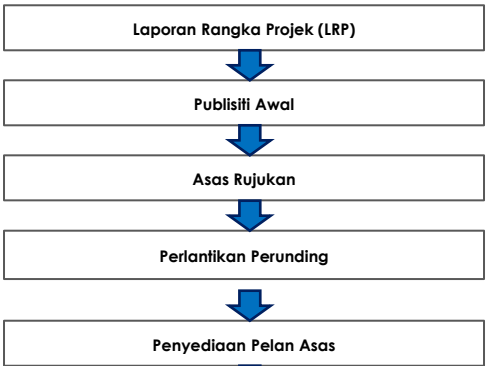 Laporan Rangka Projek (LRP)
Publisiti Awal
Asas Rujukan
Perlantikan Perunding
Penyediaan Pelan Asas